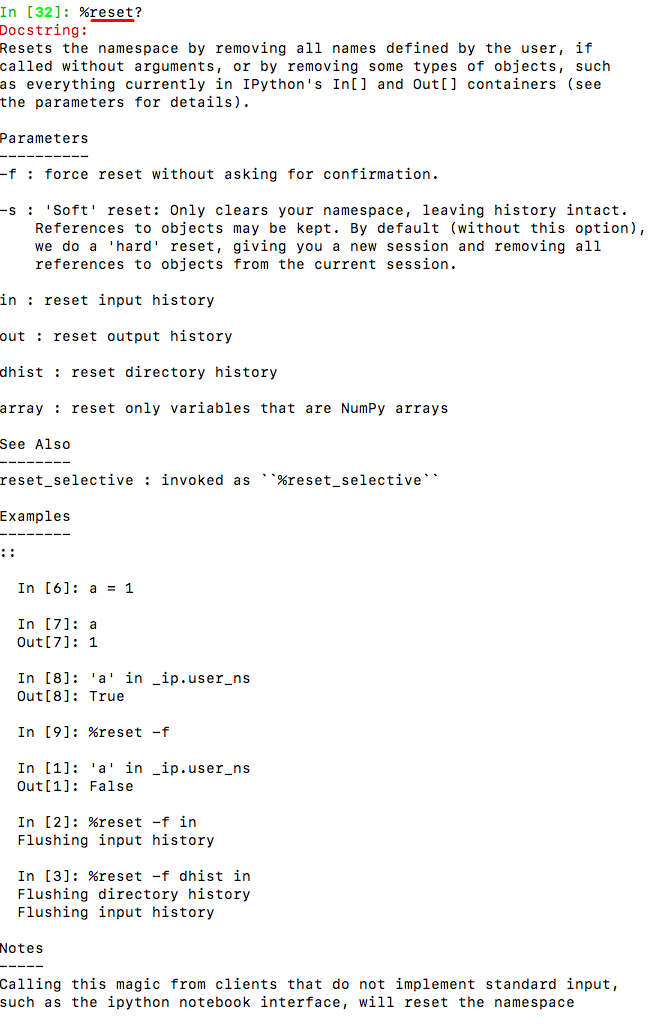 In [32]: %reset?
Docstring:
Resets the namespace by removing all names defined by the user, if
called without arguments, or by removing some types of objects, such
as everything currently in IPython's In[] and Out[] containers (see
the parameters for details).

Parameters
----------
-f : force reset without asking for confirmation.

-s : 'Soft' reset: Only clears your namespace, leaving history intact.
    References to objects may be kept. By default (without this option),
    we do a 'hard' reset, giving you a new session and removing all
    references to objects from the current session.

in : reset input history

out : reset output history

dhist : reset directory history

array : reset only variables that are NumPy arrays

See Also
--------
reset_selective : invoked as ``%reset_selective``

Examples
--------
::

  In [6]: a = 1

  In [7]: a
  Out[7]: 1

  In [8]: 'a' in _ip.user_ns
  Out[8]: True

  In [9]: %reset -f

  In [1]: 'a' in _ip.user_ns
  Out[1]: False

  In [2]: %reset -f in
  Flushing input history

  In [3]: %reset -f dhist in
  Flushing directory history
  Flushing input history

Notes
-----
Calling this magic from clients that do not implement standard input,
such as the ipython notebook interface, will reset the namespace